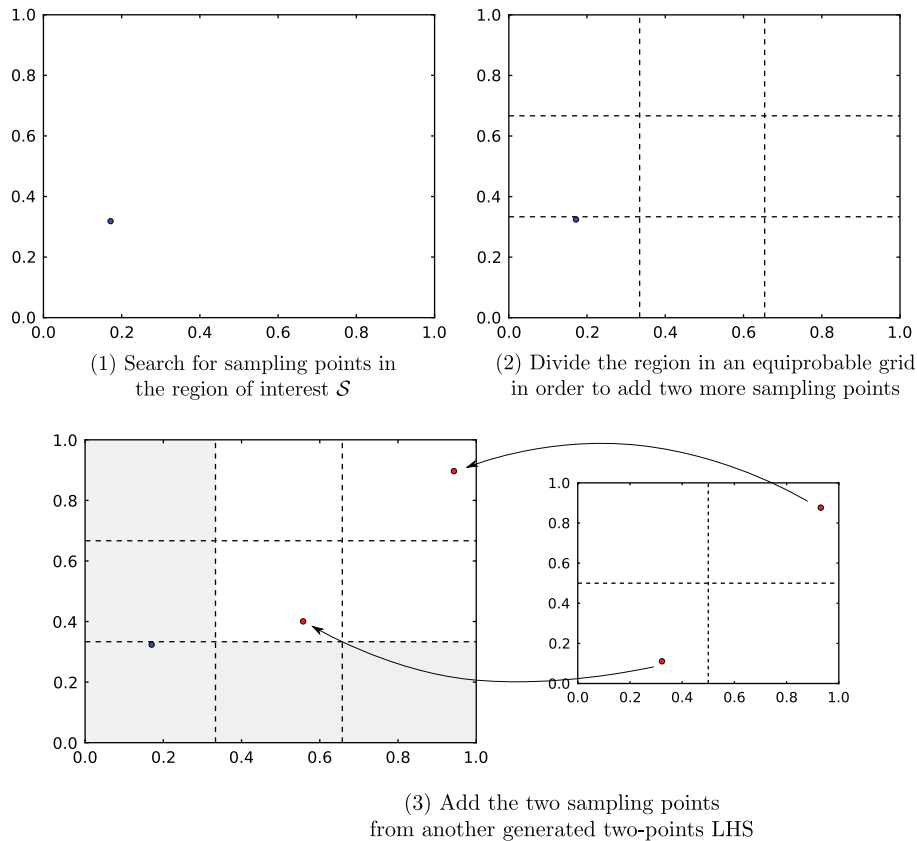 1.0
0.8
0.6
0.4
0.2
0.0
0.0 0.2 0.4 0.6 0.8 1.0
(1) Search for sampling points in
the region of interest 𝒮
1.0
0.8
0.6
0.4
0.2
0.0
0.0 0.2 0.4 0.6 0.8 1.0
(2) Divide the region in an equiprobable grid
in order to add two more sampling points
1.0
0.8
0.6
0.4
0.2
0.0
0.0 0.2 0.4 0.6 0.8 1.0
1.0
0.8
0.6
0.4
0.2
0.0
0.0 0.2 0.4 0.6 0.8 1.0
(3) Add the two sampling points
from another generated two-points LHS